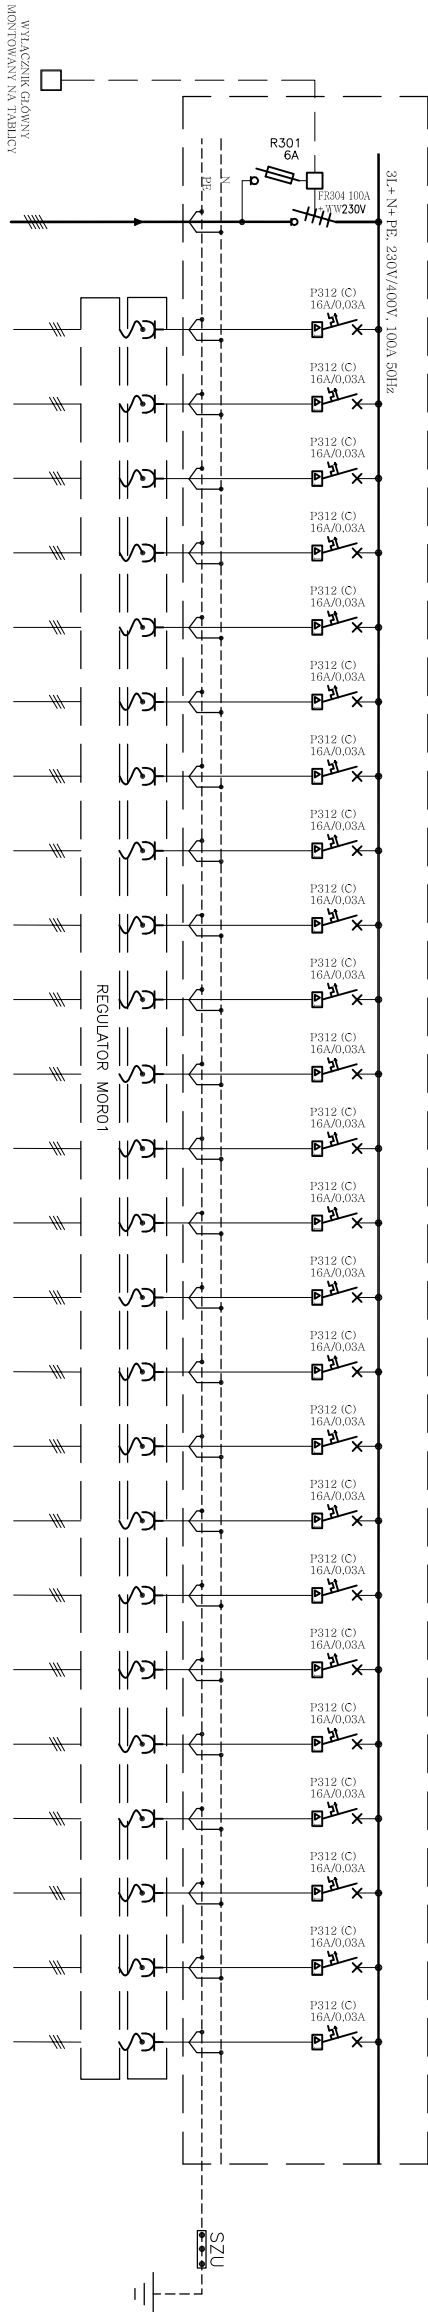 WYŁACZNIK GŁÓWNY
MONTOWANY NA TABLICY
R301
6A
FR304 100A
+ WW230V
N
PE
3L+ N+ PE, 230V/400V, 100A 50Hz
P312 (C)
16A/0,03A
P312 (C)
16A/0,03A
P312 (C)
16A/0,03A
P312 (C)
16A/0,03A
P312 (C)
16A/0,03A
P312 (C)
16A/0,03A
P312 (C)
16A/0,03A
P312 (C)
16A/0,03A
P312 (C)
16A/0,03A
P312 (C)
16A/0,03A
P312 (C)
16A/0,03A
P312 (C)
16A/0,03A
P312 (C)
16A/0,03A
P312 (C)
16A/0,03A
P312 (C)
16A/0,03A
P312 (C)
16A/0,03A
P312 (C)
16A/0,03A
P312 (C)
16A/0,03A
P312 (C)
16A/0,03A
P312 (C)
16A/0,03A
P312 (C)
16A/0,03A
P312 (C)
16A/0,03A
P312 (C)
16A/0,03A
P312 (C)
16A/0,03A
REGULATOR MOR01
SZU